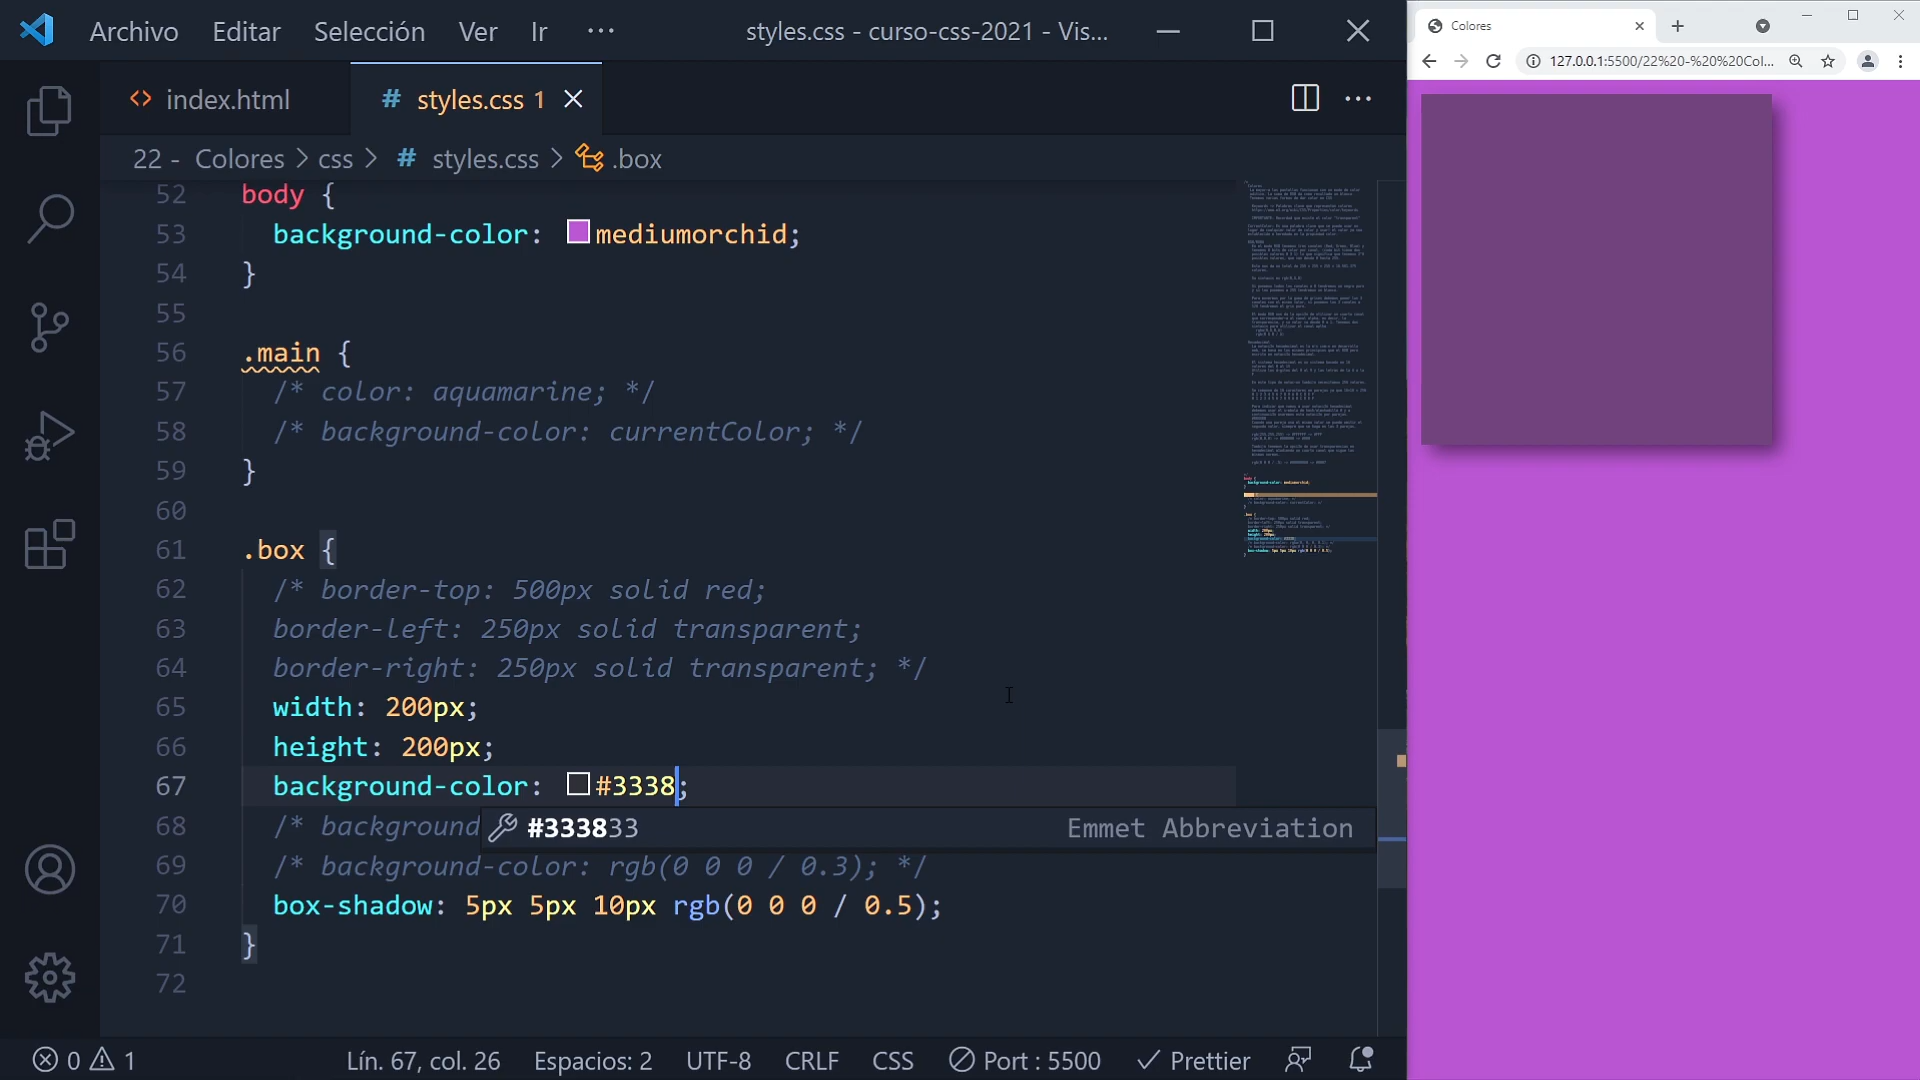 Archivo Editar Selección Ver Ir ··· styles.css - curso-css-2021 - Vis...
index.html # styles.css 1
22 - Colores > css > # styles.css > .box
52 body {
53 background-color: mediumorchid;
54 }
55
56 .main {
57 /* color: aquamarine; */
58 /* background-color: currentColor; */
59 }
60
61 .box {
62 /* border-top: 500px solid red;
63 border-left: 250px solid transparent;
64 border-right: 250px solid transparent; */
65 width: 200px;
66 height: 200px;
67 background-color: #3338;
68 /* background
#333833 Emmet Abbreviation
69 /* background-color: rgb(0 0 0 / 0.3); */
70 box-shadow: 5px 5px 10px rgb(0 0 0 / 0.5);
71 }
72
0 1 Lín. 67, col. 26 Espacios: 2 UTF-8 CRLF CSS Port : 5500 Prettier
Colores
127.0.0.1:5500/22%20-%20%20Col...